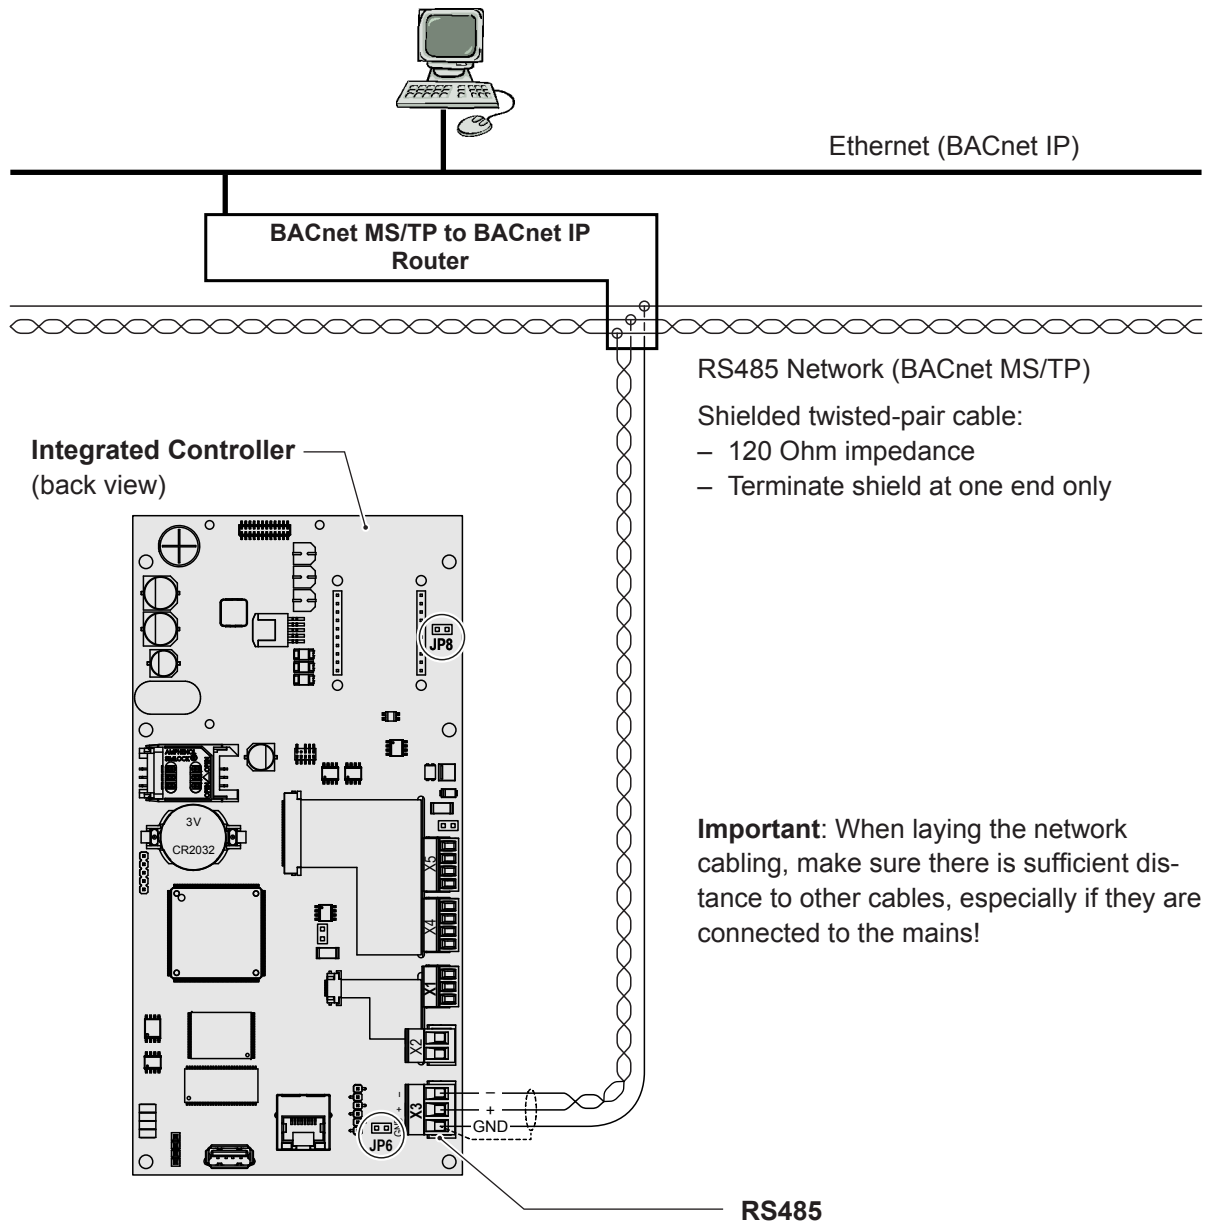 Ethernet (BACnet IP)
BACnet MS/TP to BACnet IP
Router
RS485 Network (BACnet MS/TP)
Shielded twisted-pair cable:
– 120 Ohm impedance
– Terminate shield at one end only
Integrated Controller
(back view)
JP8
3V
CR2032
X5
X4
X1
X2
X3
- + GND
–
+
GND
JP6
RS485
Important: When laying the network
cabling, make sure there is sufficient dis-
tance to other cables, especially if they are
connected to the mains!